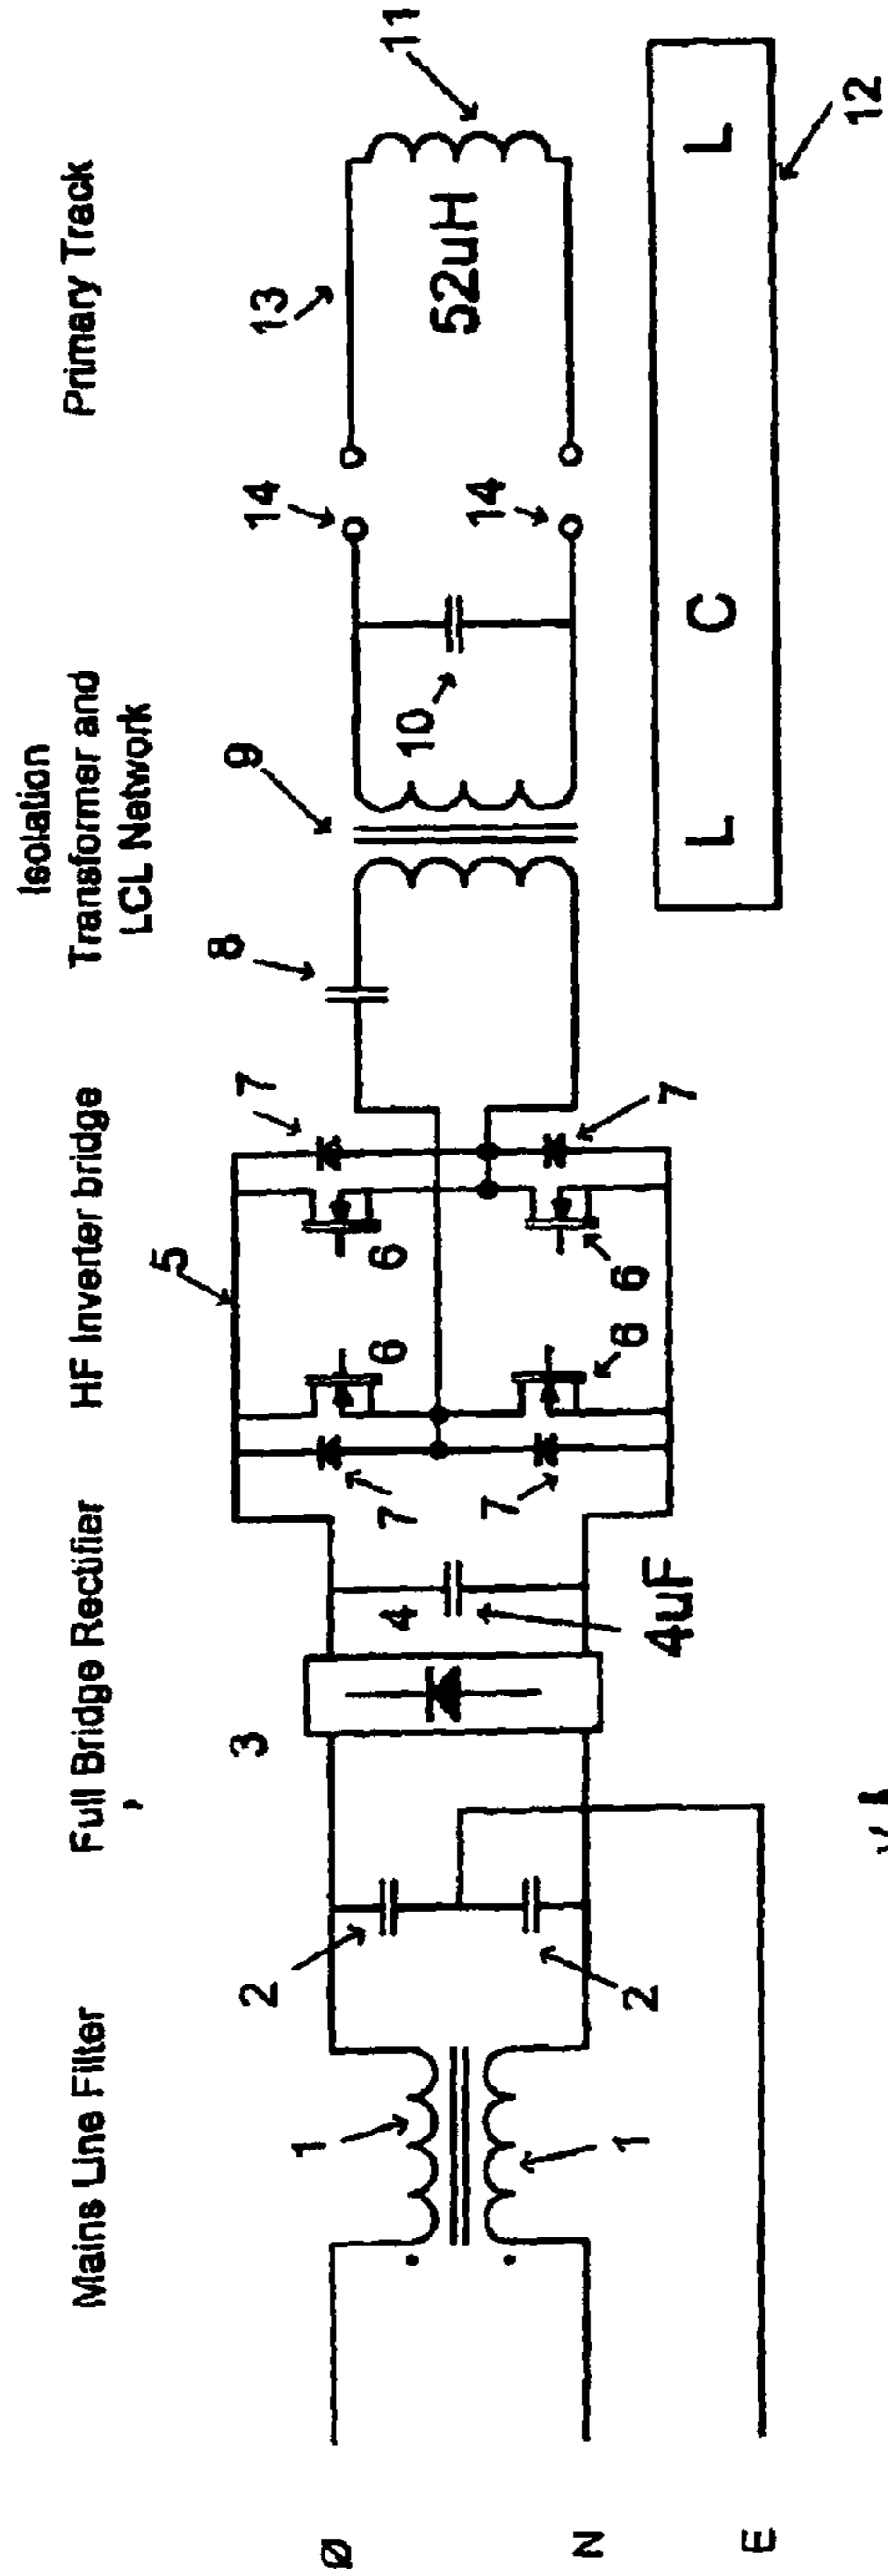 Mains Line Filter
Full Bridge Rectifier
HF Inverter bridge
Isolation
Transformer and
LCL Network
Primary Track
1
1
2
2
3
4
4uF
5
6
6
6
6
7
7
7
7
8
9
10
14
14
13
52uH
11
L C L
12
Ø
N
E